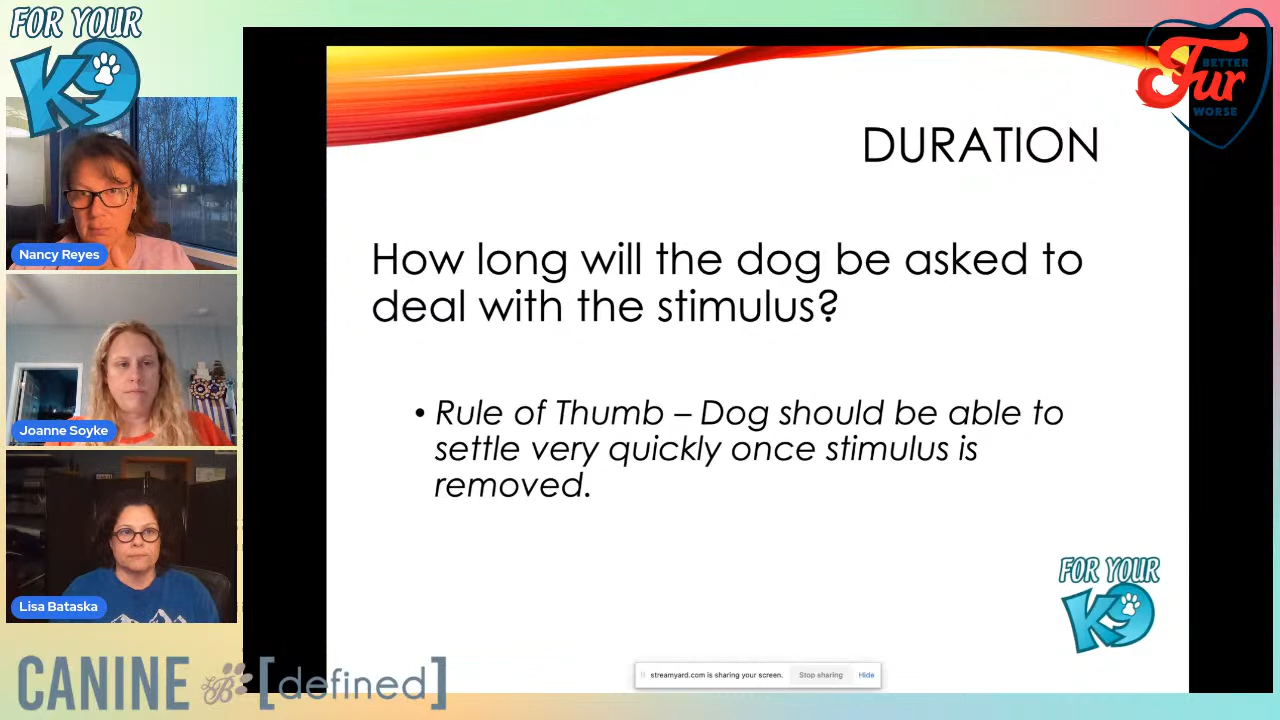 FOR YOUR
K9
Nancy Reyes
Joanne Soyke
Lisa Bataska
CANINE [defined]
BETTER
Fur
WORSE
DURATION
How long will the dog be asked to
deal with the stimulus?
• Rule of Thumb – Dog should be able to
settle very quickly once stimulus is
removed.
FOR YOUR
K9
streamyard.com is sharing your screen. Stop sharing Hide